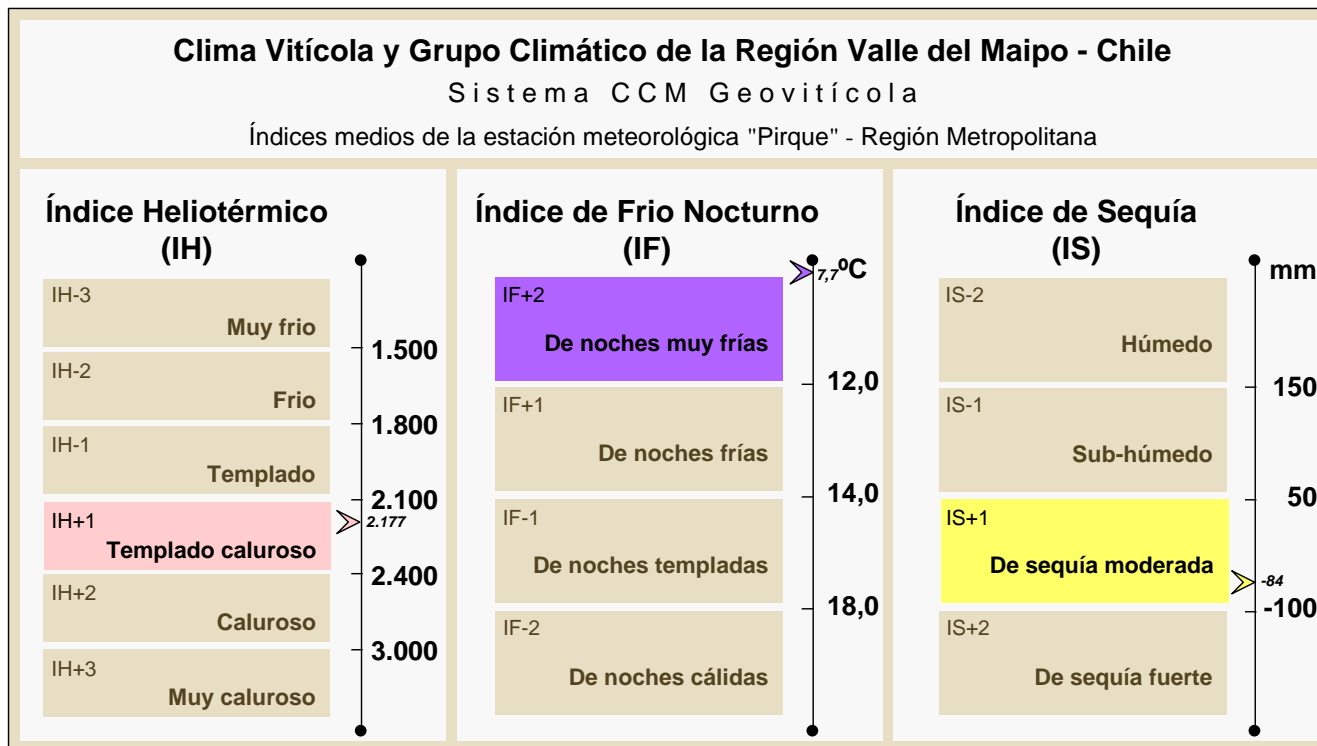 Clima Vitícola y Grupo Climático de la Región Valle del Maipo - Chile
Sistema CCM Geovitícola
Índices medios de la estación meteorológica "Pirque" - Región Metropolitana
Índice Heliotérmico
(IH)
IH-3
Muy frio
1.500
IH-2
Frio
1.800
IH-1
Templado
2.100
IH+1
2.177
Templado caluroso
2.400
IH+2
Caluroso
3.000
IH+3
Muy caluroso
Índice de Frio Nocturno
(IF)
7,7ºC
IF+2
De noches muy frías
12,0
IF+1
De noches frías
14,0
IF-1
De noches templadas
18,0
IF-2
De noches cálidas
Índice de Sequía
(IS)
mm
IS-2
Húmedo
150
IS-1
Sub-húmedo
50
IS+1
De sequía moderada
-84
-100
IS+2
De sequía fuerte